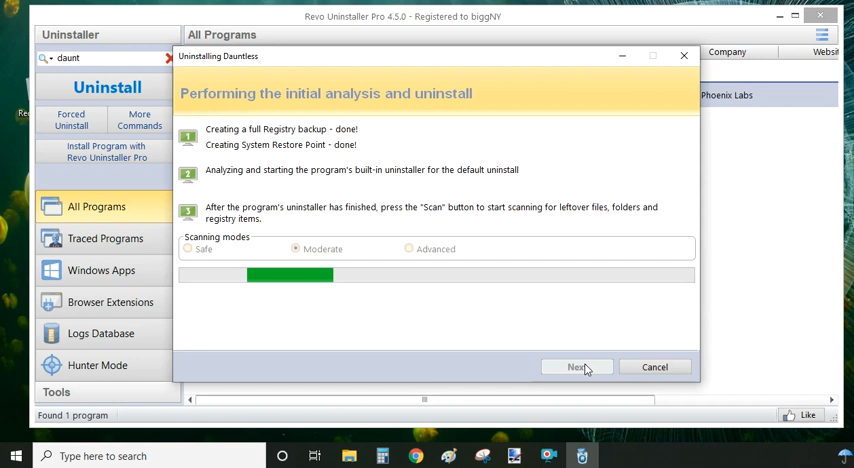 Revo Uninstaller Pro 4.5.0 - Registered to biggNY
Uninstaller
All Programs
daunt
Uninstall
Forced
Uninstall
More
Commands
Install Program with
Revo Uninstaller Pro
All Programs
Traced Programs
Windows Apps
Browser Extensions
Logs Database
Hunter Mode
Tools
Found 1 program
Company
Phoenix Labs
Uninstalling Dauntless
Performing the initial analysis and uninstall
1
Creating a full Registry backup - done!
Creating System Restore Point - done!
2
Analyzing and starting the program's built-in uninstaller for the default uninstall
3
After the program's uninstaller has finished, press the "Scan" button to start scanning for leftover files, folders and
registry items.
Scanning modes
Safe
Moderate
Advanced
Next
Cancel
Like
Type here to search